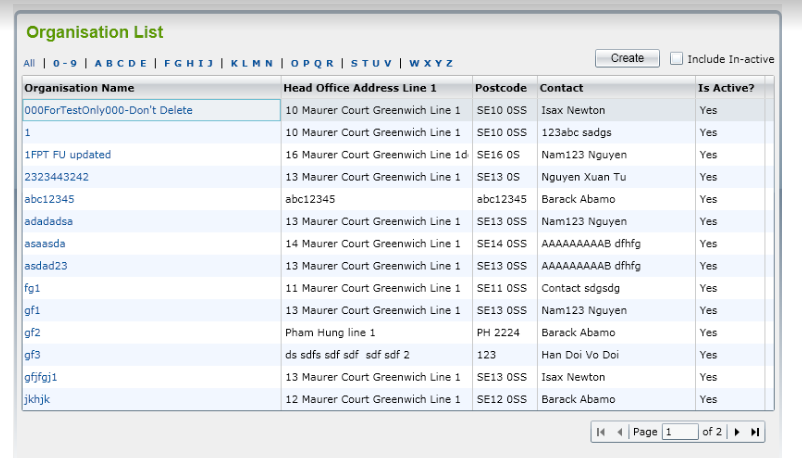 Organisation List
All | 0 - 9 | A B C D E | F G H I J | K L M N | O P Q R | S T U V | W X Y Z Create Include In-active
Organisation Name Head Office Address Line 1 Postcode Contact Is Active?
000ForTestOnly000-Don't Delete 10 Maurer Court Greenwich Line 1 SE10 0SS Isax Newton Yes
1 10 Maurer Court Greenwich Line 1 SE10 0SS 123abc sadgs Yes
1FPT FU updated 16 Maurer Court Greenwich Line 1d SE16 0S Nam123 Nguyen Yes
2323443242 13 Maurer Court Greenwich Line 1 SE13 0S Nguyen Xuan Tu Yes
abc12345 abc12345 abc12345 Barack Abamo Yes
adadadsa 13 Maurer Court Greenwich Line 1 SE13 0SS Nam123 Nguyen Yes
asaasda 14 Maurer Court Greenwich Line 1 SE14 0SS AAAAAAAAAB dfhfg Yes
asdad23 13 Maurer Court Greenwich Line 1 SE13 0SS AAAAAAAAAB dfhfg Yes
fg1 11 Maurer Court Greenwich Line 1 SE11 0SS Contact sdgsdg Yes
gf1 13 Maurer Court Greenwich Line 1 SE13 0SS Nam123 Nguyen Yes
gf2 Pham Hung line 1 PH 2224 Barack Abamo Yes
gf3 ds sdfs sdf sdf sdf sdf 2 123 Han Doi Vo Doi Yes
gfjfgj1 13 Maurer Court Greenwich Line 1 SE13 0SS Isax Newton Yes
jkhjk 12 Maurer Court Greenwich Line 1 SE12 0SS Barack Abamo Yes
Page 1 of 2